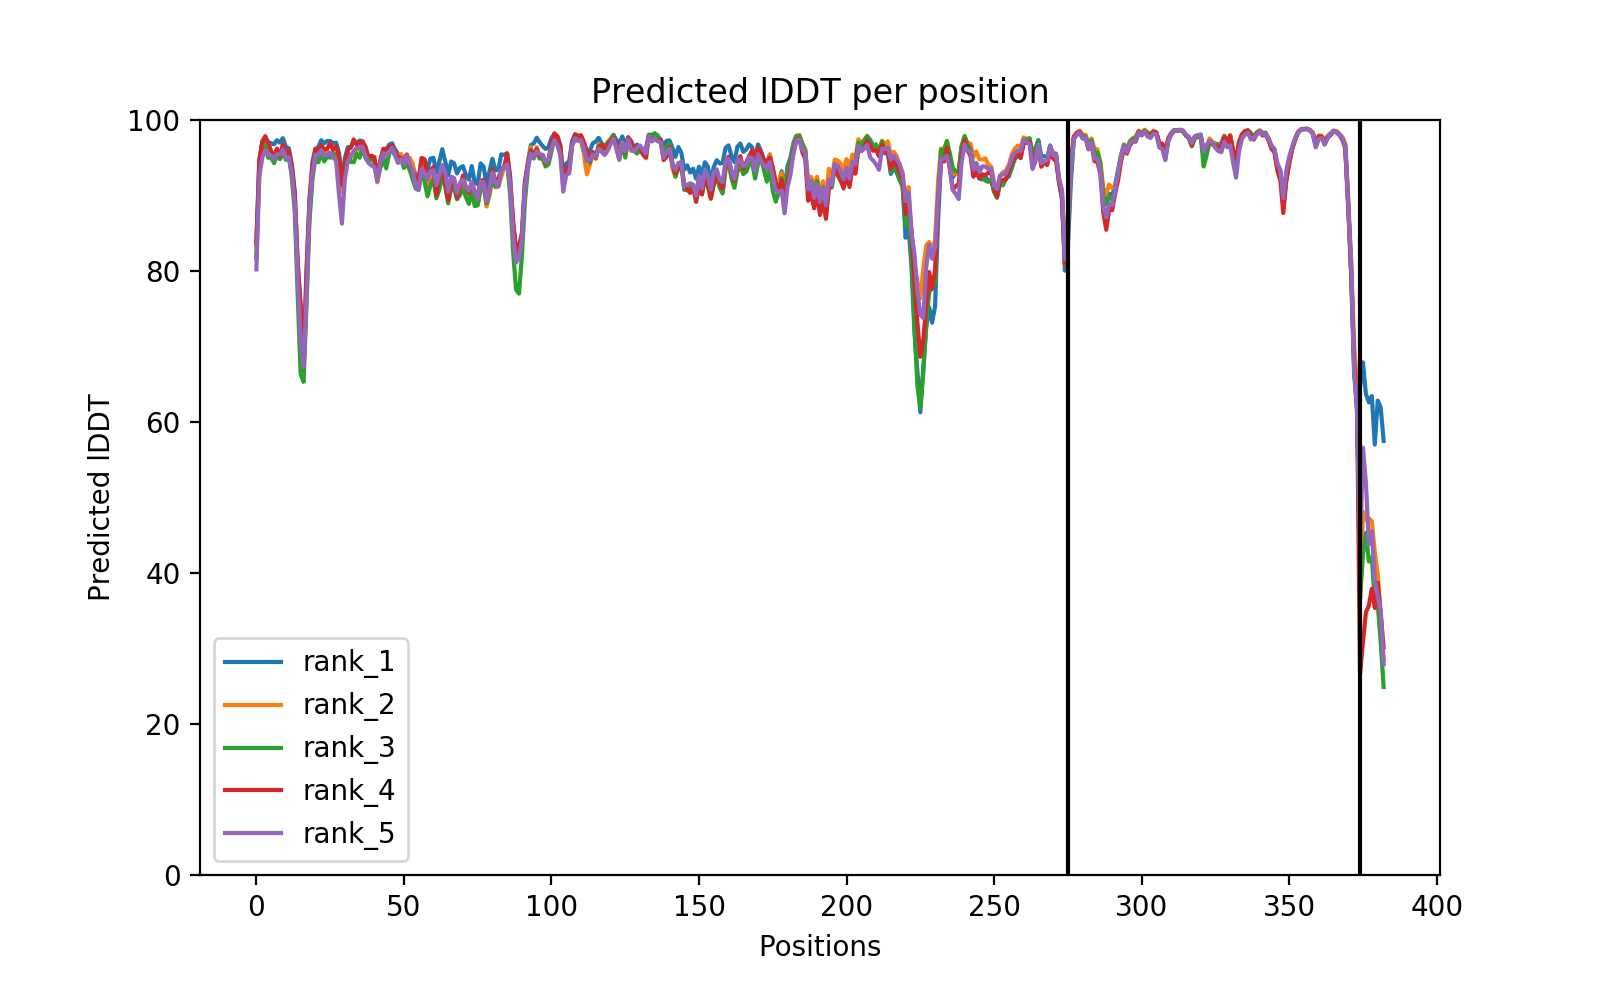 Predicted lDDT per position
100
80
60
40
20
0
Predicted lDDT
rank_1
rank_2
rank_3
rank_4
rank_5
0 50 100 150 200 250 300 350 400
Positions